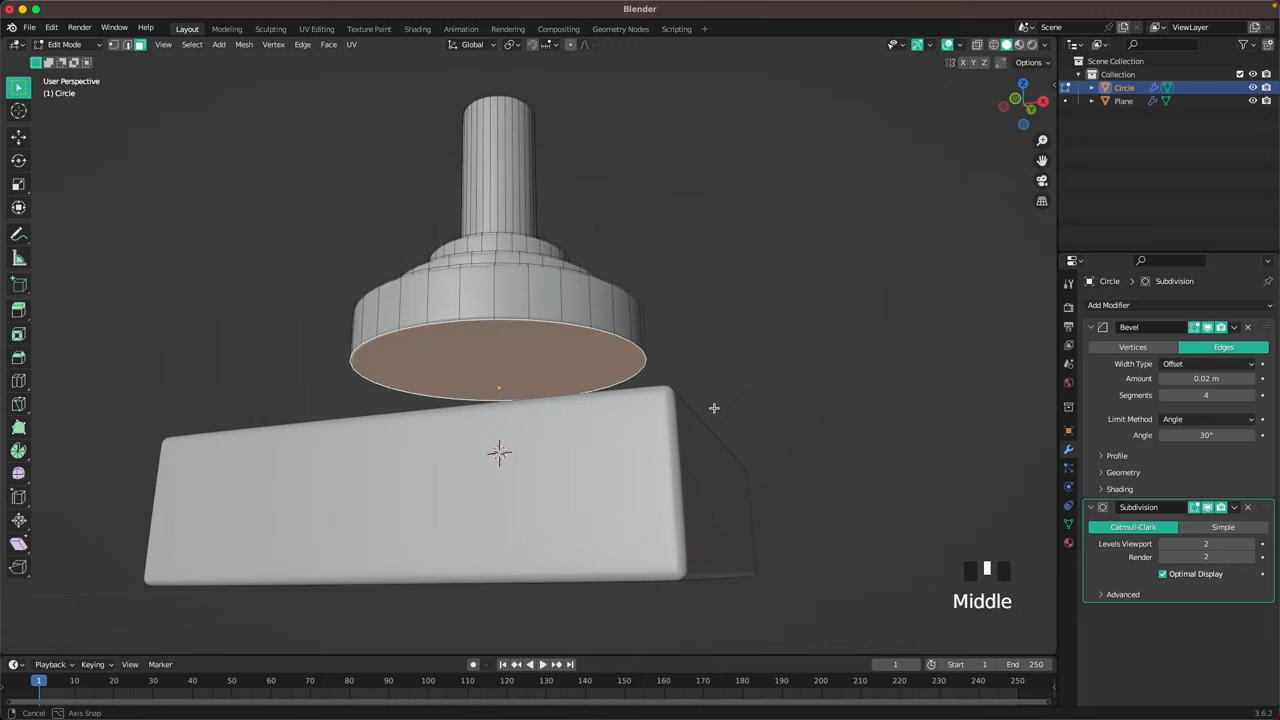 Blender
File Edit Render Window Help Layout Modeling Sculpting UV Editing Texture Paint Shading Animation Rendering Compositing Geometry Nodes Scripting Scene ViewLayer
Edit Mode View Select Add Mesh Vertex Edge Face UV Global
X Y Z Options
User Perspective
(1) Circle
Z
X
Y
Scene Collection
Collection
Circle
Plane
Circle > Subdivision
Add Modifier
Bevel
Vertices Edges
Width Type Offset
Amount 0.02 m
Segments 4
Limit Method Angle
Angle 30°
Profile
Geometry
Shading
Subdivision
Catmull-Clark Simple
Levels Viewport 2
Render 2
Optimal Display
Advanced
Middle
Playback Keying View Marker 1 Start 1 End 250
1 10 20 30 40 50 60 70 80 90 100 110 120 130 140 150 160 170 180 190 200 210 220 230 240 250
Cancel Axis Snap 3.6.2